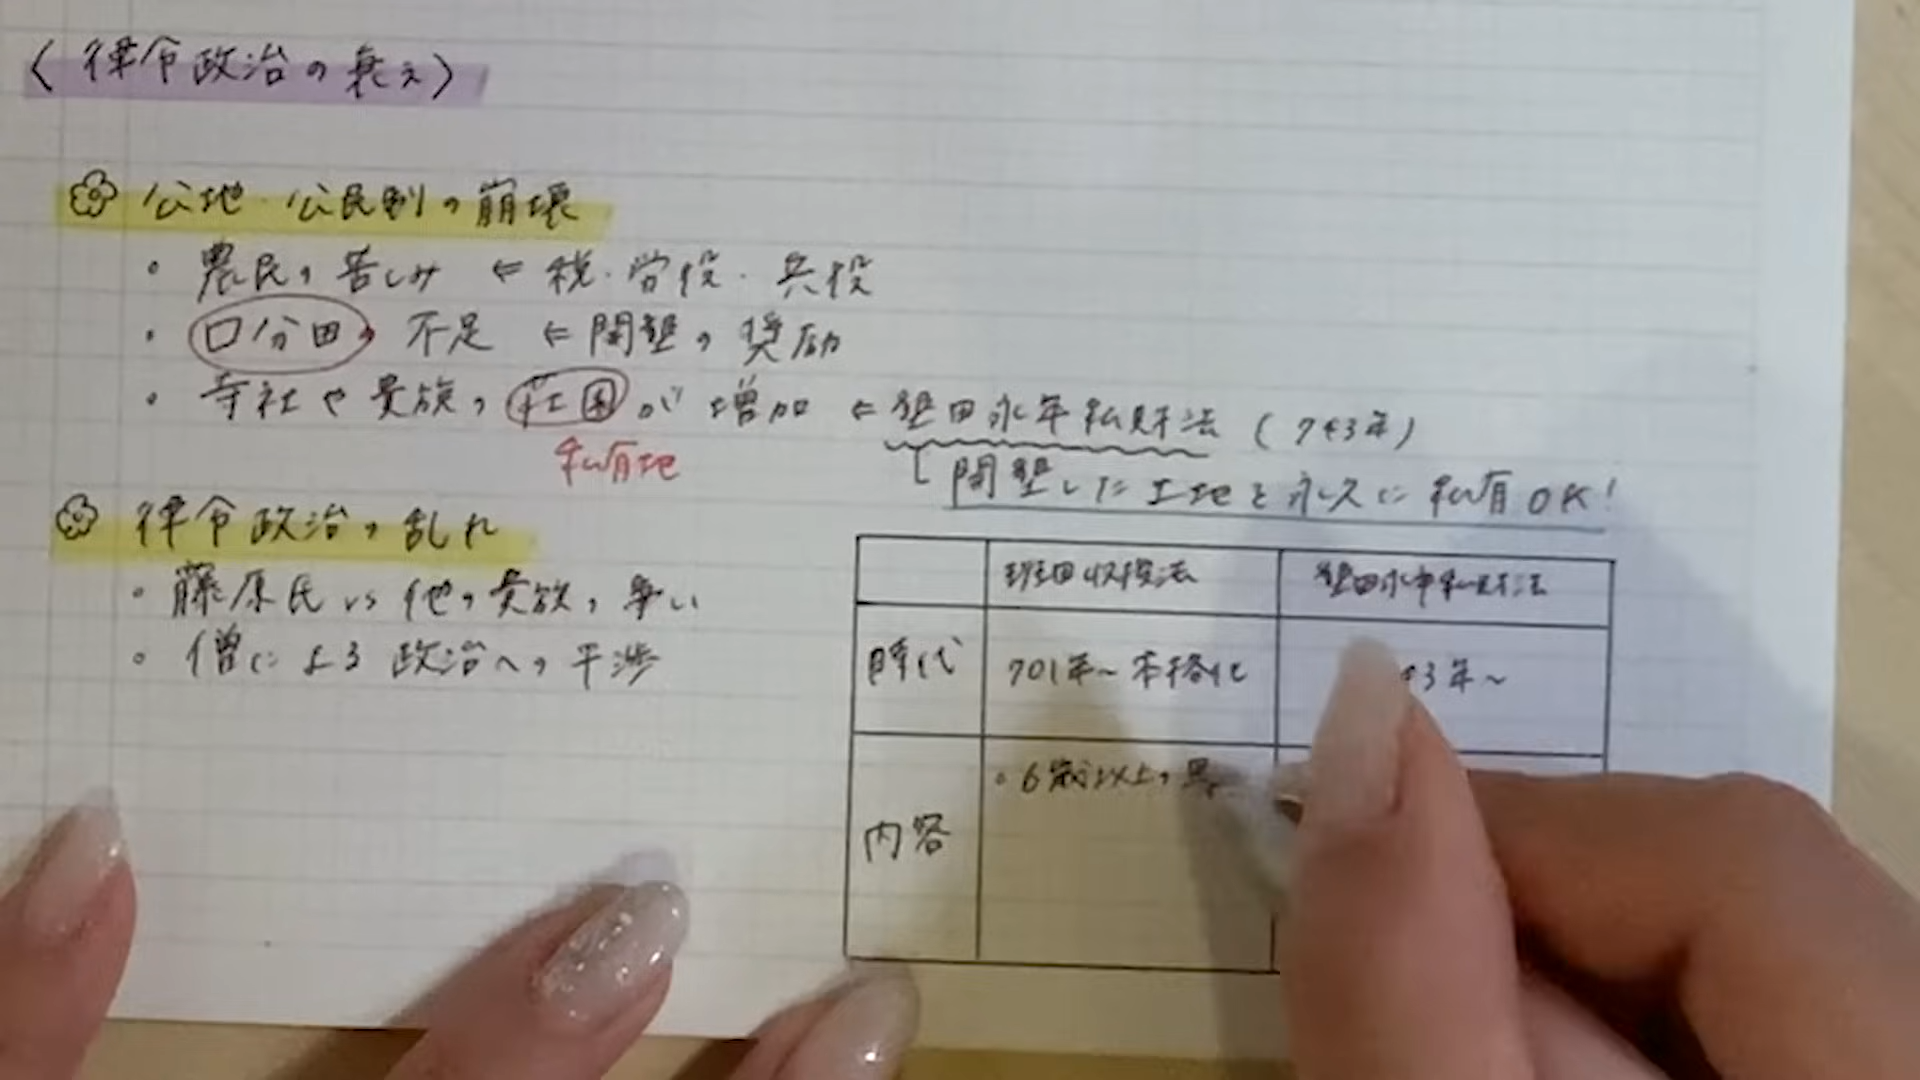 〈律令政治の衰え〉
公地・公民制の崩壊
・農民の苦しみ ⇐ 税・労役・兵役
・口分田の不足 ⇐ 開墾の奨励
・寺社や貴族の荘園が増加 ⇐ 墾田永年私財法 (743年)
私有地
開墾した土地を永久に私有OK!
律令政治の乱れ
・藤原氏 vs 他の貴族の争い
・僧による政治への干渉
班田収授法 墾田永年私財法
時代 701年~本格化 3年~
内容 ・6歳以上の男